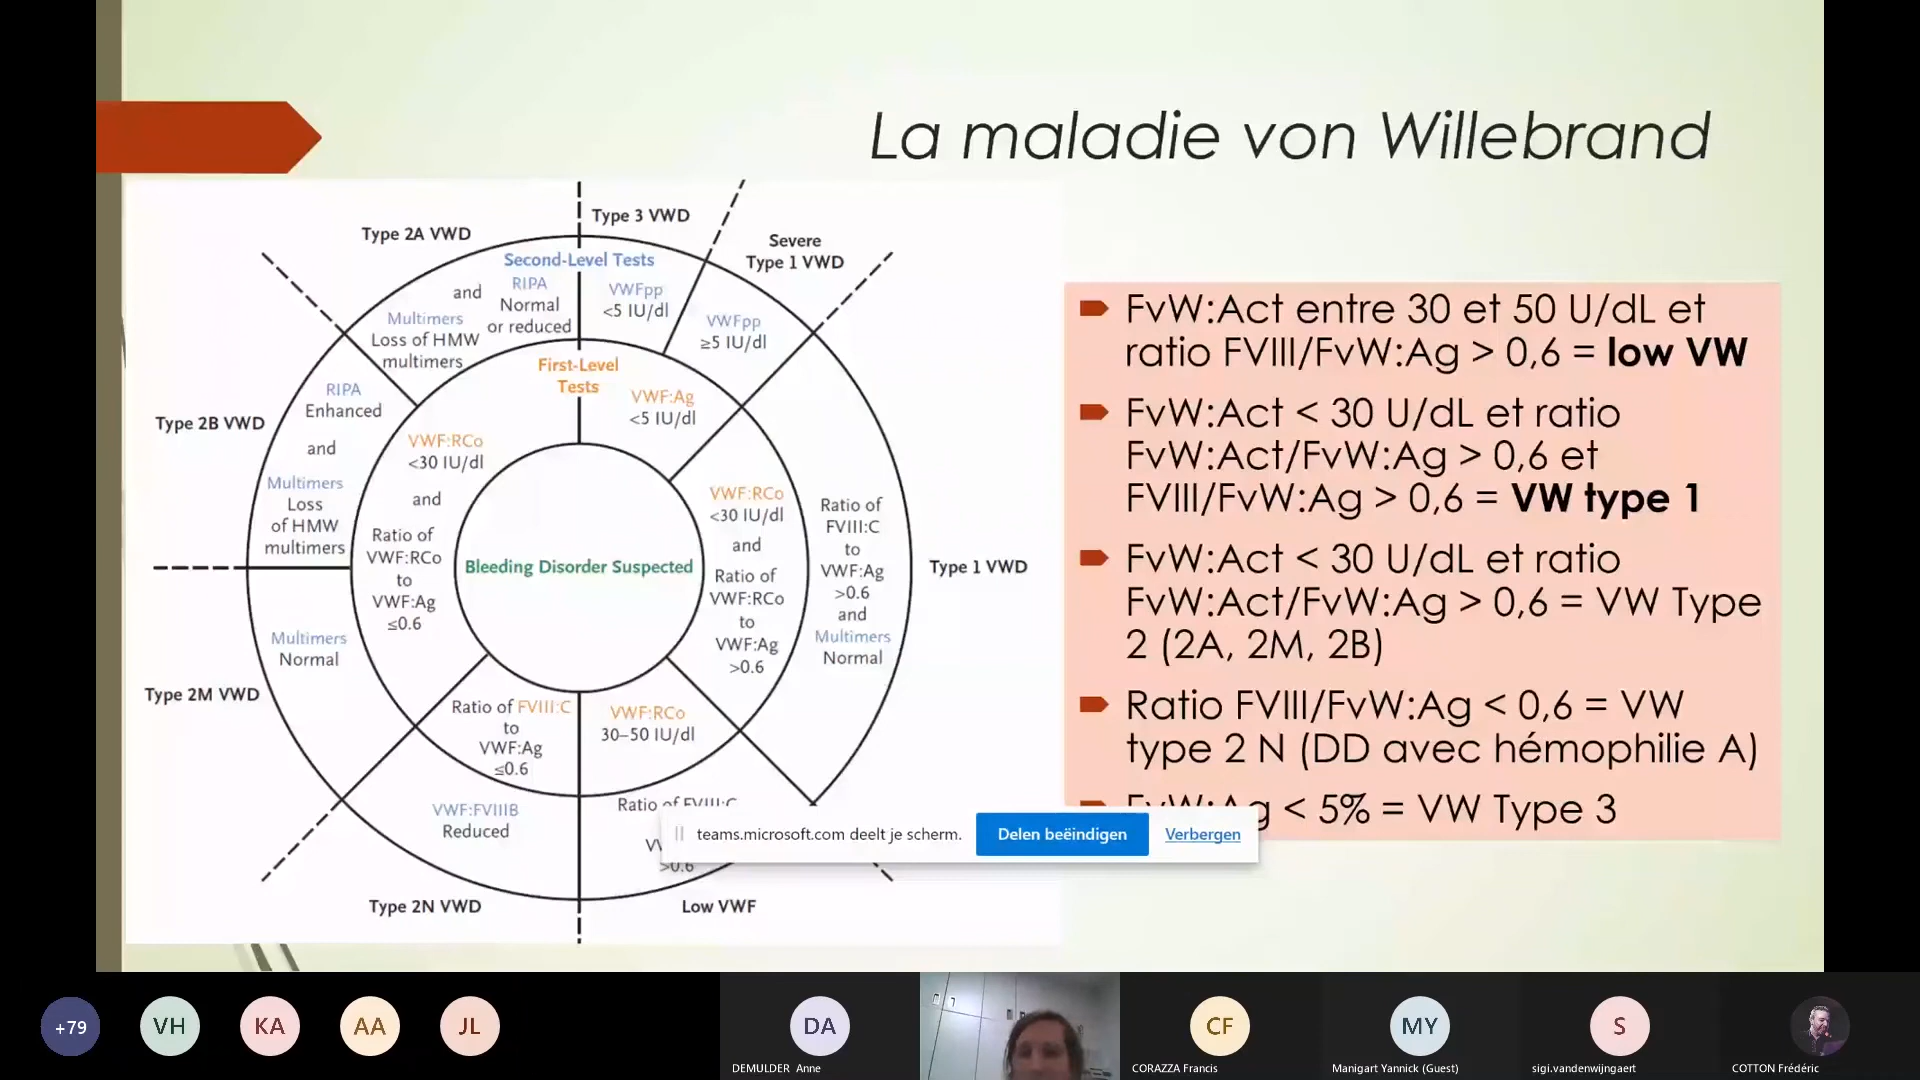 La maladie von Willebrand
Type 2A VWD
Type 3 VWD
Severe
Type 1 VWD
Second-Level Tests
and
RIPA
Normal
or reduced
Multimers
Loss of HMW
multimers
VWFpp
<5 IU/dl
VWFpp
≥5 IU/dl
First-Level
Tests
VWF:Ag
<5 IU/dl
Type 2B VWD
RIPA
Enhanced
and
Multimers
Loss
of HMW
multimers
VWF:RCo
<30 IU/dl
and
Ratio of
VWF:RCo
to
VWF:Ag
≤0.6
Bleeding Disorder Suspected
VWF:RCo
<30 IU/dl
and
Ratio of
VWF:RCo
to
VWF:Ag
>0.6
Ratio of
FVIII:C
to
VWF:Ag
>0.6
and
Multimers
Normal
Type 1 VWD
Multimers
Normal
Type 2M VWD
Ratio of FVIII:C
to
VWF:Ag
≤0.6
VWF:RCo
30–50 IU/dl
VWF:FVIIIB
Reduced
Ratio of FVIII:C
>0.6
Type 2N VWD
Low VWF
FvW:Act entre 30 et 50 U/dL et
ratio FVIII/FvW:Ag > 0,6 = low VW
FvW:Act < 30 U/dL et ratio
FvW:Act/FvW:Ag > 0,6 et
FVIII/FvW:Ag > 0,6 = VW type 1
FvW:Act < 30 U/dL et ratio
FvW:Act/FvW:Ag > 0,6 = VW Type
2 (2A, 2M, 2B)
Ratio FVIII/FvW:Ag < 0,6 = VW
type 2 N (DD avec hémophilie A)
FvW:Ag < 5% = VW Type 3
teams.microsoft.com deelt je scherm.
Delen beëindigen
Verbergen
+79
VH
KA
AA
JL
DA
CF
MY
S
DEMULDER Anne
CORAZZA Francis
Manigart Yannick (Guest)
sigi.vandenwijngaert
COTTON Frédéric